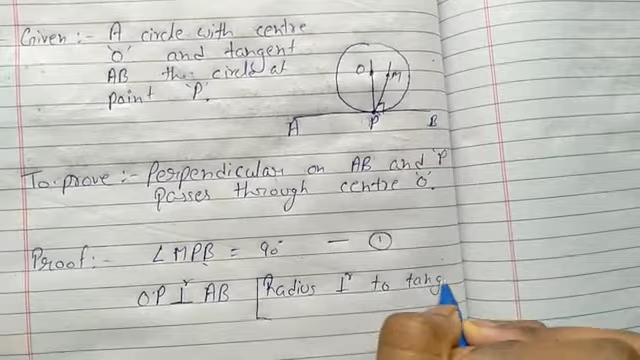 Given :- A circle with centre
'O' and tangent
AB the circle at
point 'P'.
O M
A P B
To prove :- Perpendicular on AB and 'P
passes through centre 'O'.
Proof :- ∠MPB = 90° — ①
OP ⊥r AB [Radius ⊥r to tang